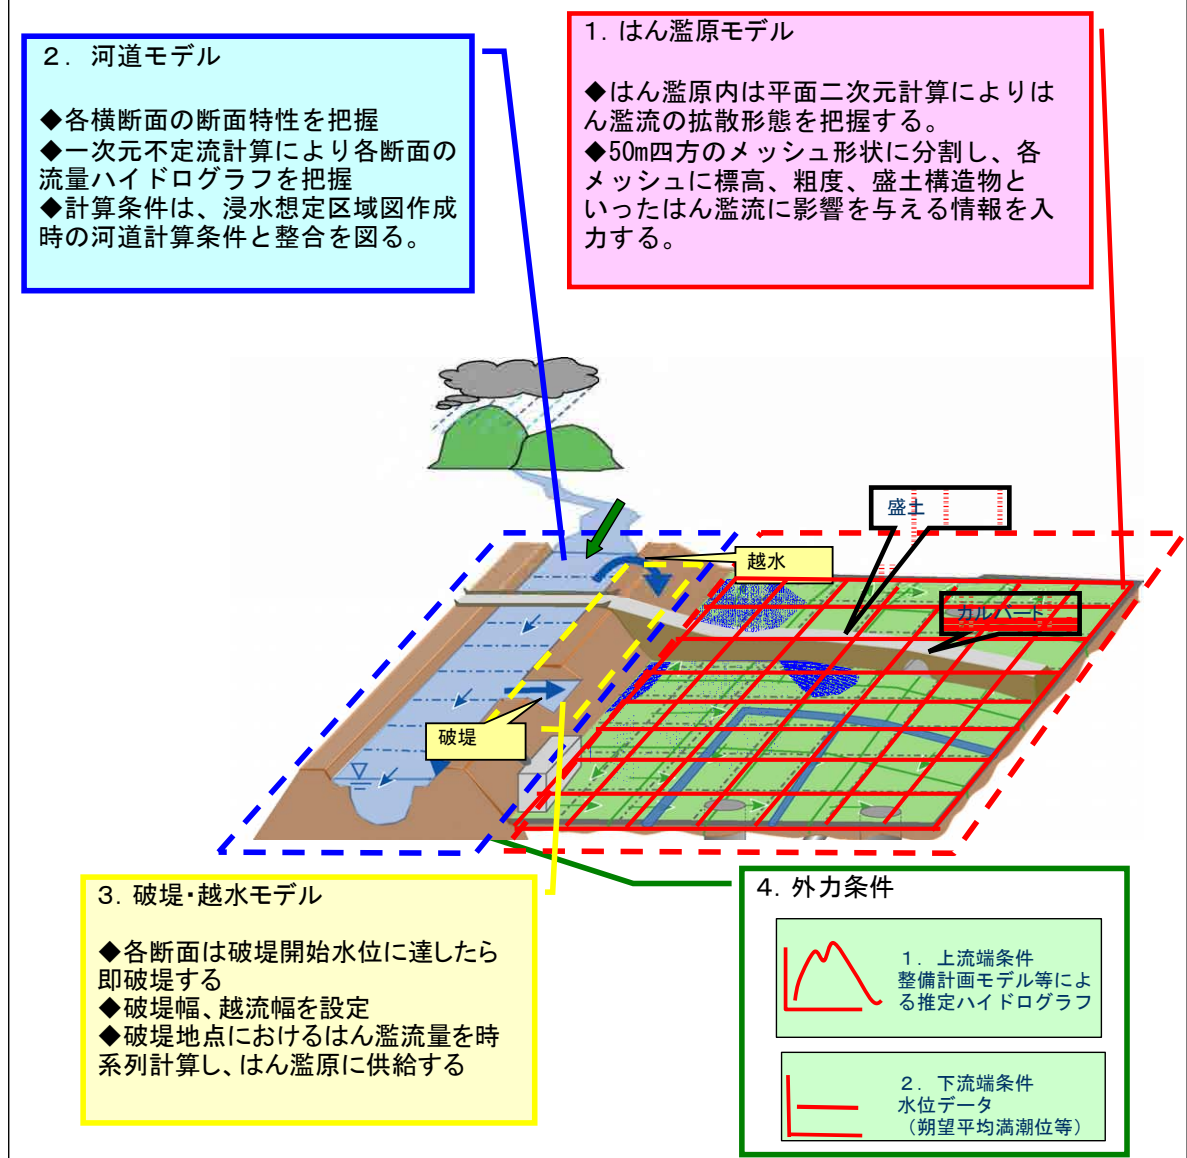 2. 河道モデル
◆各横断面の断面特性を把握
◆一次元不定流計算により各断面の
流量ハイドログラフを把握
◆計算条件は、浸水想定区域図作成
時の河道計算条件と整合を図る。
1. はん濫原モデル
◆はん濫原内は平面二次元計算によりは
ん濫流の拡散形態を把握する。
◆50m四方のメッシュ形状に分割し、各
メッシュに標高、粗度、盛土構造物と
いったはん濫流に影響を与える情報を入
力する。
盛土
越水
カルバート
破堤
3. 破堤・越水モデル
◆各断面は破堤開始水位に達したら
即破堤する
◆破堤幅、越流幅を設定
◆破堤地点におけるはん濫流量を時
系列計算し、はん濫原に供給する
4. 外力条件
1. 上流端条件
整備計画モデル等によ
る推定ハイドログラフ
2. 下流端条件
水位データ
(朔望平均満潮位等)